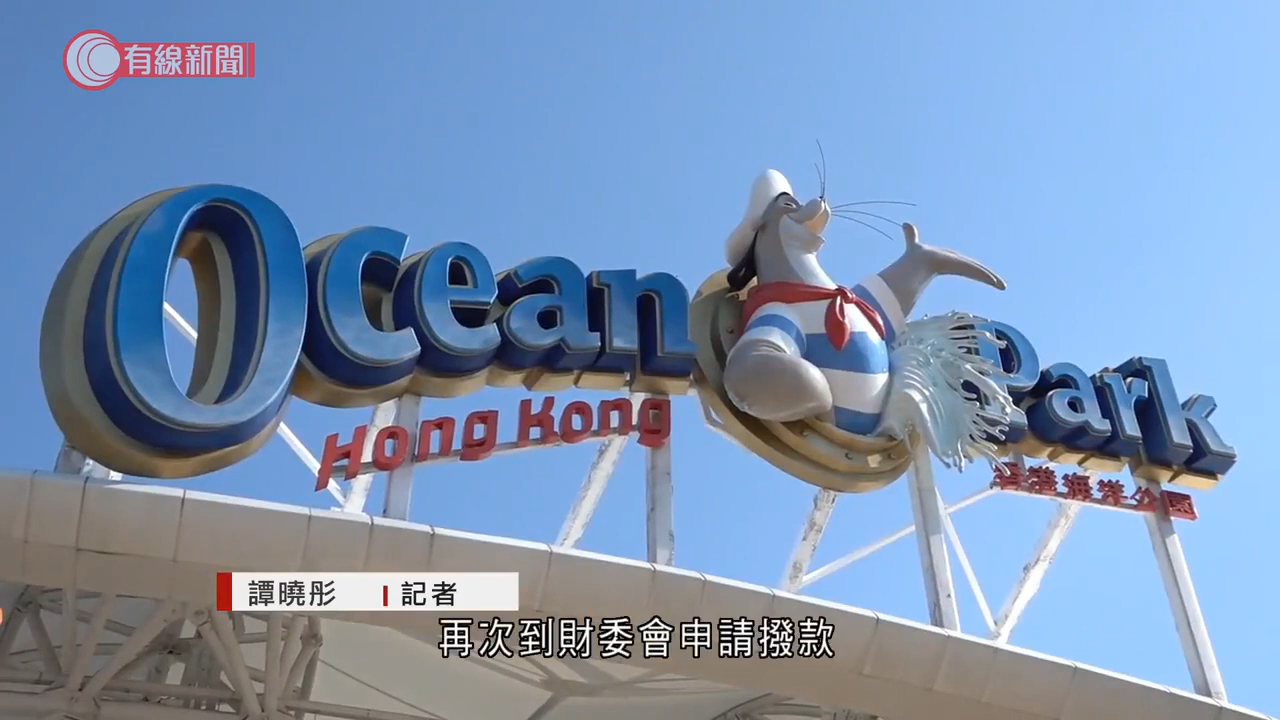 有線新聞
Ocean Park
Hong Kong
香港海洋公園
譚曉彤 記者
再次到財委會申請撥款